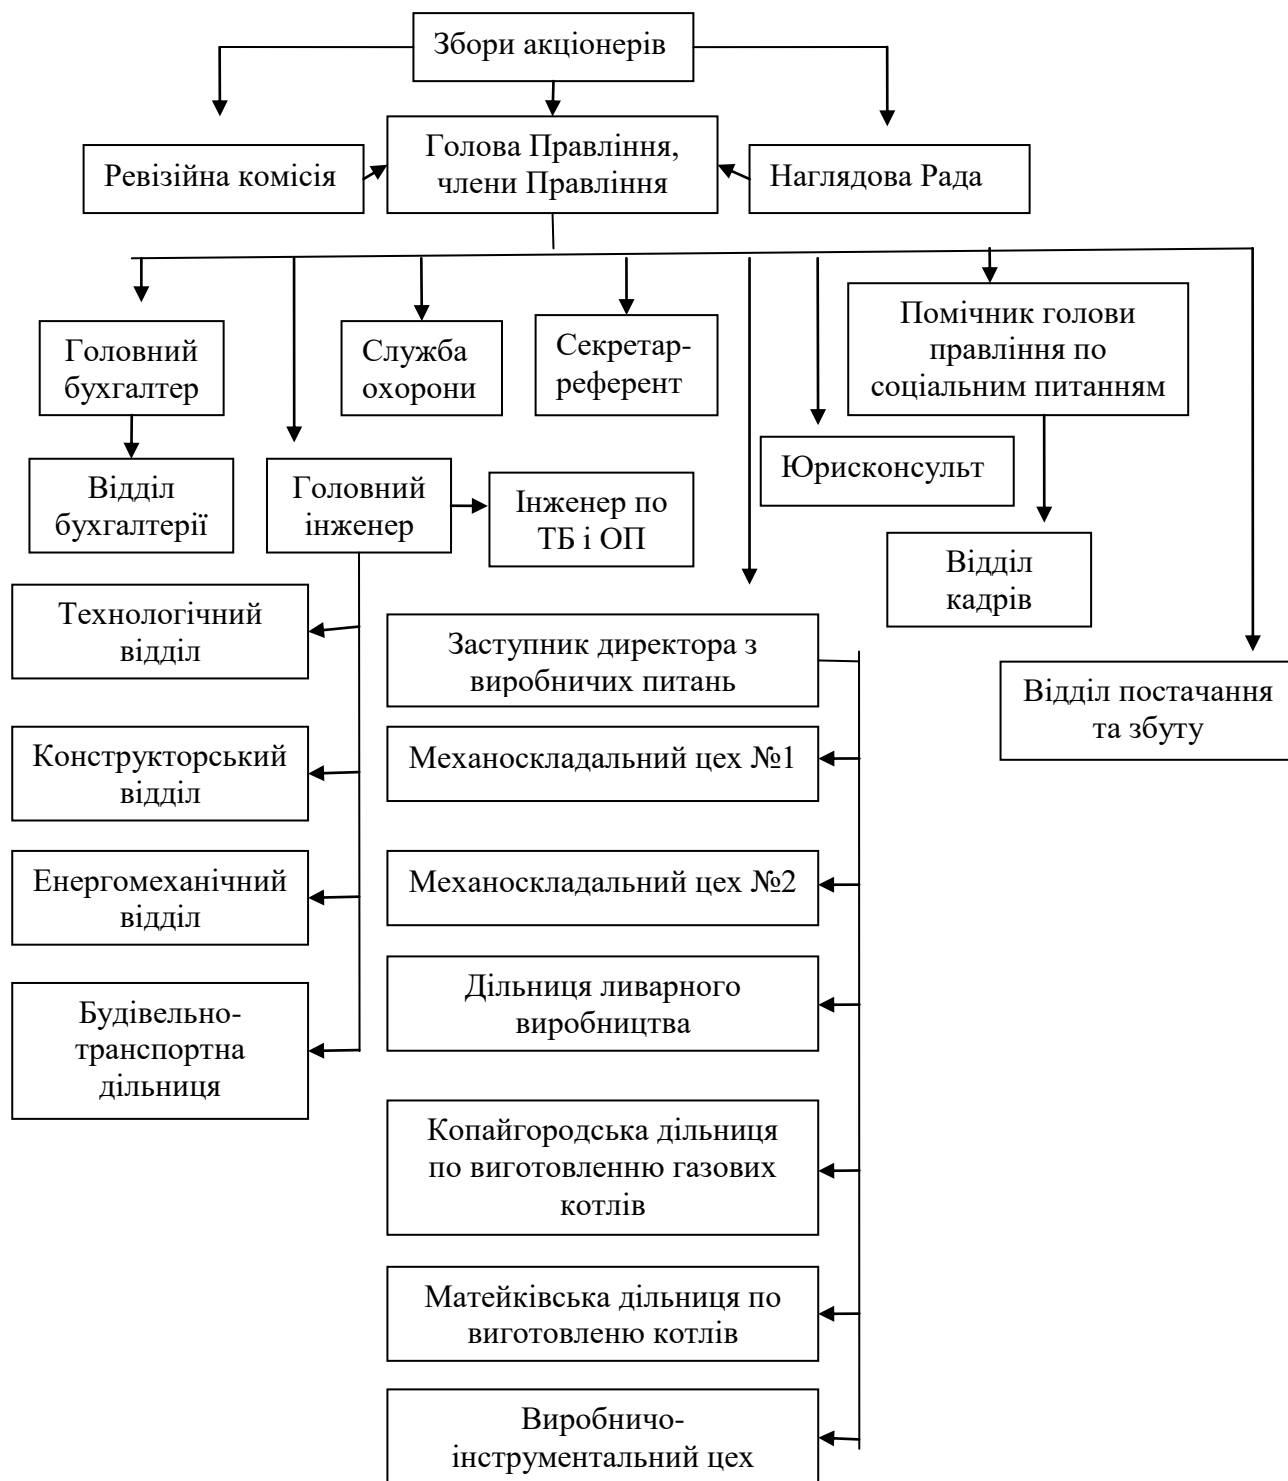 Збори акціонерів
Ревізійна комісія
Голова Правління,
члени Правління
Наглядова Рада
Головний
бухгалтер
Служба
охорони
Секретар-
референт
Помічник голови
правління по
соціальним питанням
Відділ
бухгалтерії
Головний
інженер
Інженер по
ТБ і ОП
Юрисконсульт
Відділ
кадрів
Технологічний
відділ
Заступник директора з
виробничих питань
Відділ постачання
та збуту
Конструкторський
відділ
Механоскладальний цех №1
Енергомеханічний
відділ
Механоскладальний цех №2
Будівельно-
транспортна
дільниця
Дільниця ливарного
виробництва
Копайгородська дільниця
по виготовленню газових
котлів
Матейківська дільниця по
виготовленю котлів
Виробничо-
інструментальний цех